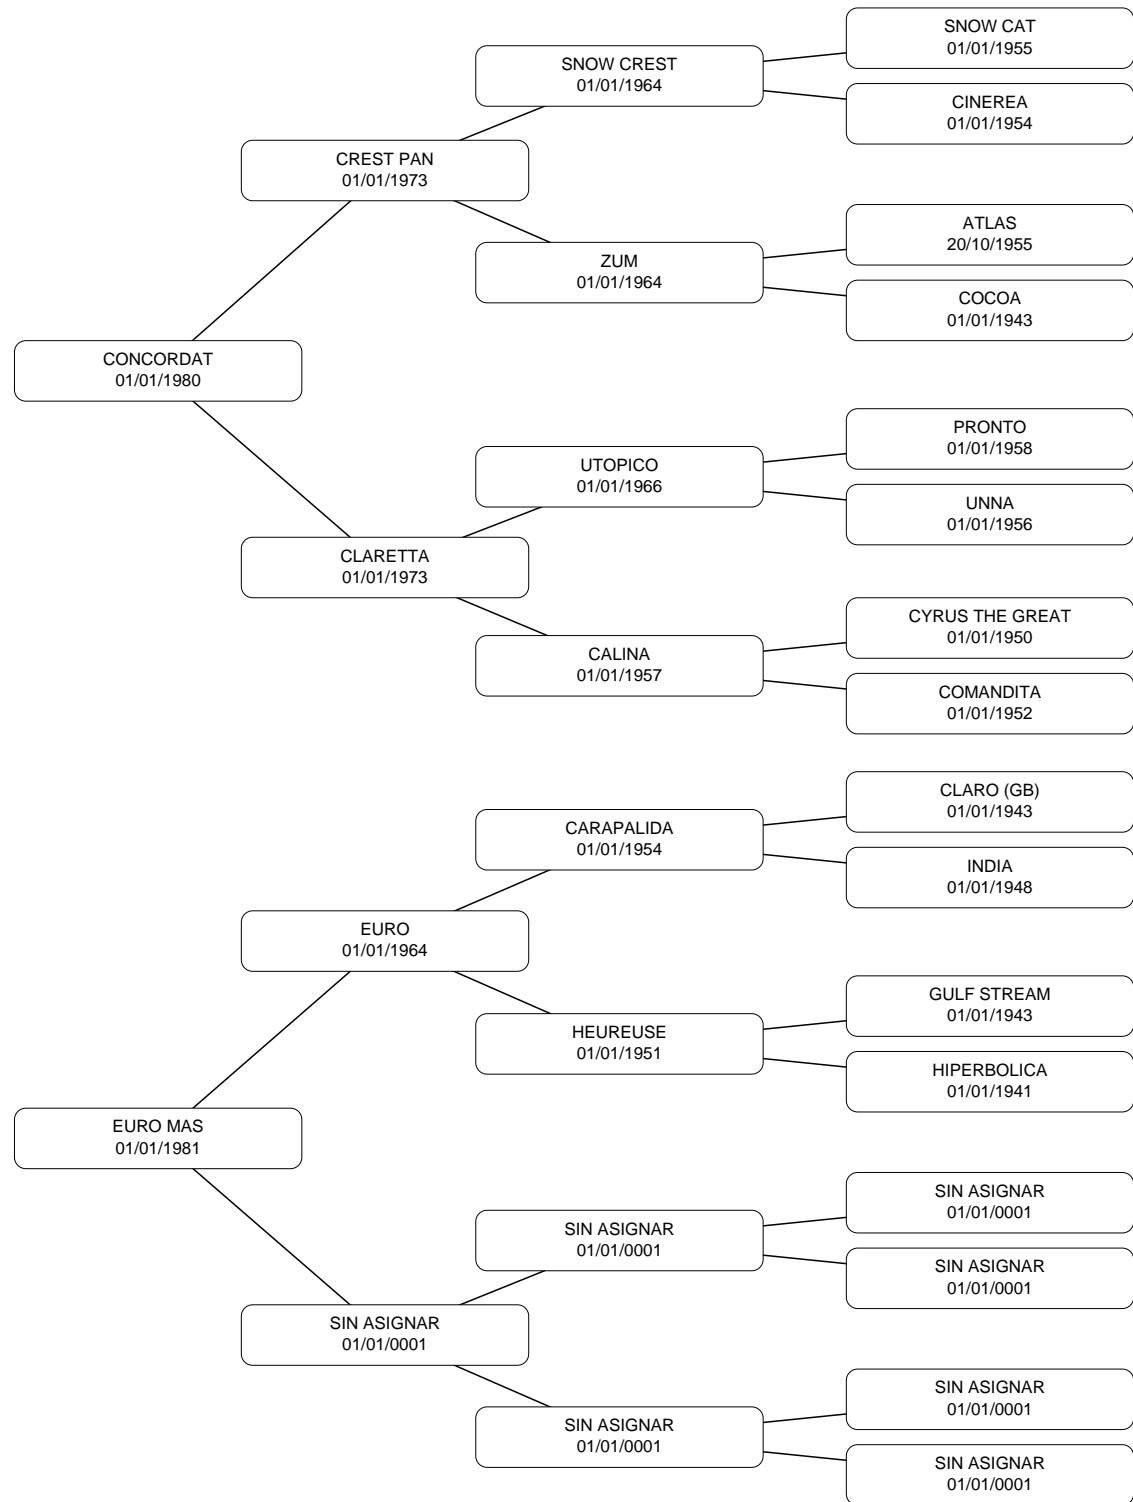 SNOW CAT
01/01/1955
SNOW CREST
01/01/1964
CINEREA
01/01/1954
CREST PAN
01/01/1973
ATLAS
20/10/1955
ZUM
01/01/1964
COCOA
01/01/1943
CONCORDAT
01/01/1980
PRONTO
01/01/1958
UTOPICO
01/01/1966
UNNA
01/01/1956
CLARETTA
01/01/1973
CYRUS THE GREAT
01/01/1950
CALINA
01/01/1957
COMANDITA
01/01/1952
CLARO (GB)
01/01/1943
CARAPALIDA
01/01/1954
INDIA
01/01/1948
EURO
01/01/1964
GULF STREAM
01/01/1943
HEUREUSE
01/01/1951
HIPERBOLICA
01/01/1941
EURO MAS
01/01/1981
SIN ASIGNAR
01/01/0001
SIN ASIGNAR
01/01/0001
SIN ASIGNAR
01/01/0001
SIN ASIGNAR
01/01/0001
SIN ASIGNAR
01/01/0001
SIN ASIGNAR
01/01/0001
SIN ASIGNAR
01/01/0001